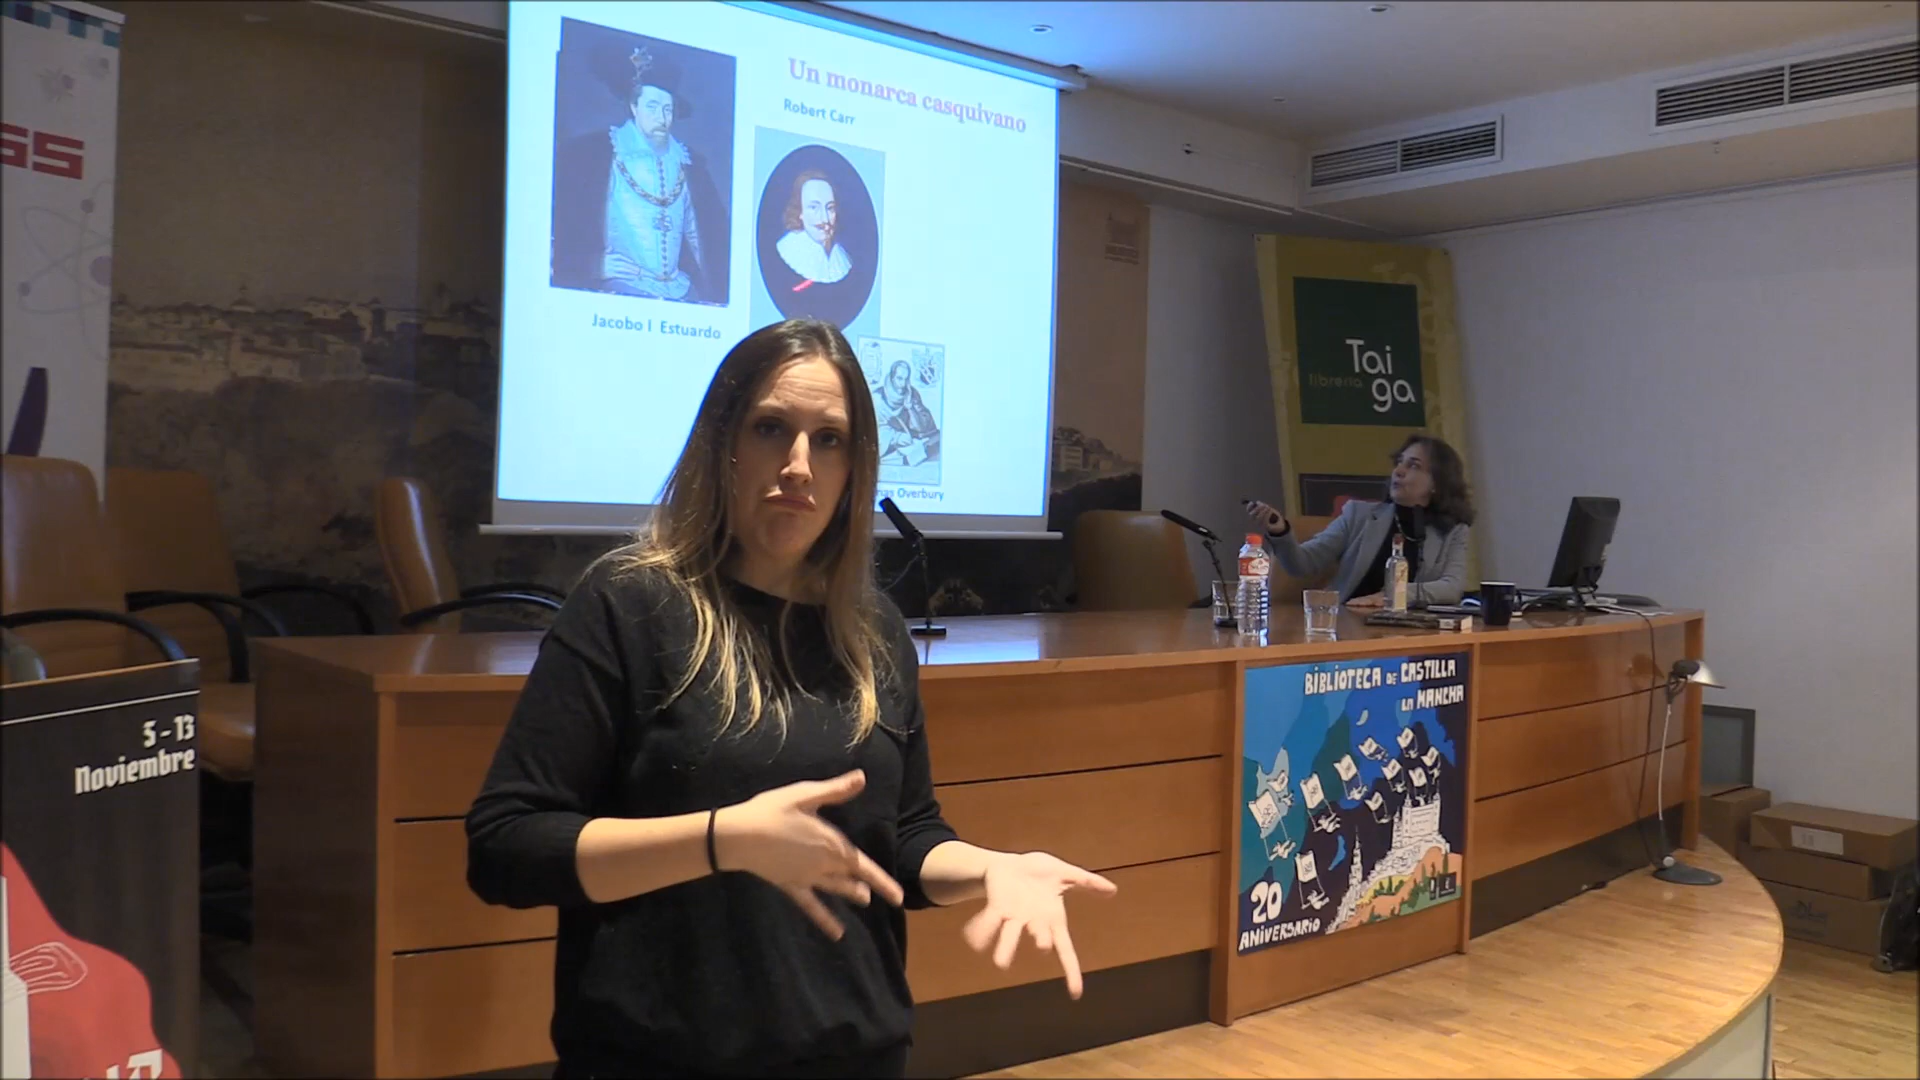 Un monarca casquivano
Robert Carr
Jacobo I Estuardo
Overbury
Tai
ga
librería
5 - 13
Noviembre
BIBLIOTECA DE CASTILLA
LA MANCHA
20
ANIVERSARIO